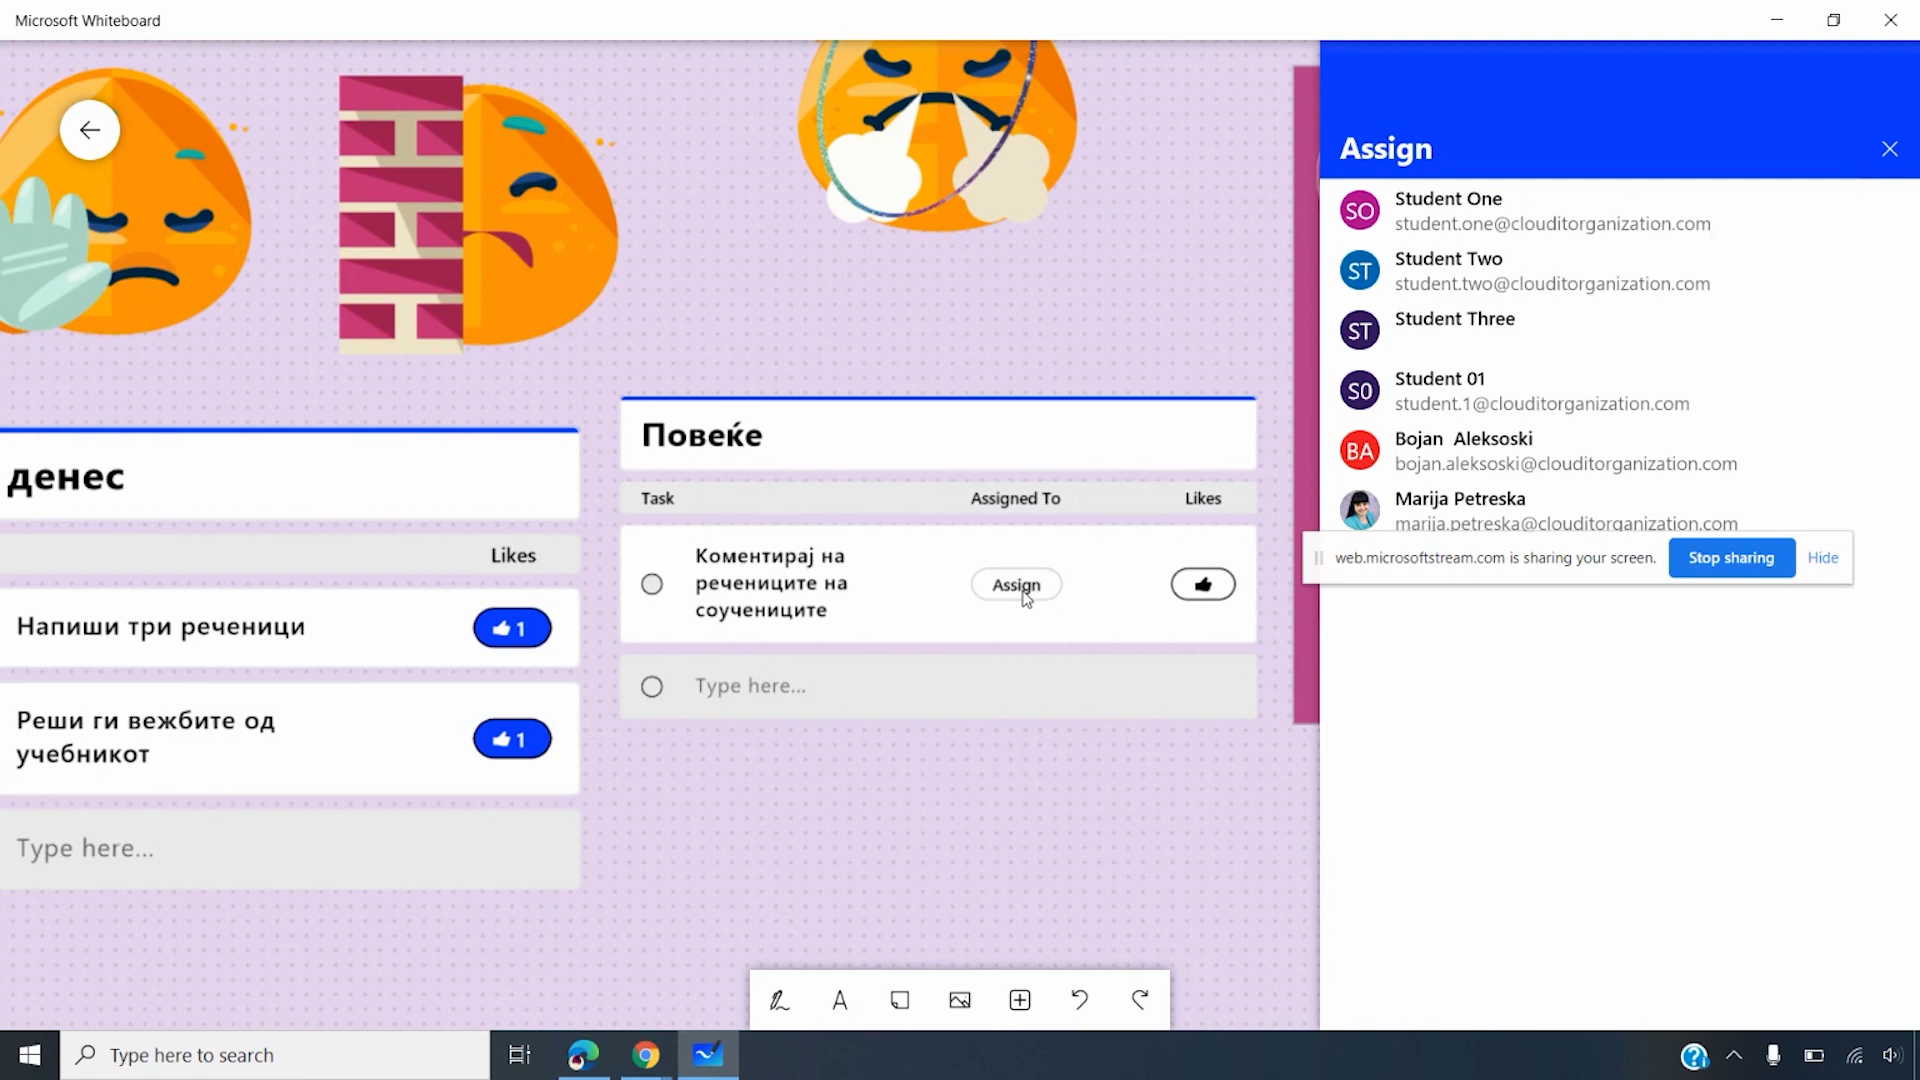 Microsoft Whiteboard
Assign
SO
Student One
student.one@clouditorganization.com
ST
Student Two
student.two@clouditorganization.com
ST
Student Three
S0
Student 01
student.1@clouditorganization.com
BA
Bojan Aleksoski
bojan.aleksoski@clouditorganization.com
Marija Petreska
marija.petreska@clouditorganization.com
web.microsoftstream.com is sharing your screen.
Stop sharing
Hide
денес
Likes
Напиши три реченици
1
Реши ги вежбите од
учебникот
1
Type here...
Повеќе
Task
Assigned To
Likes
Коментирај на
речениците на
соучениците
Assign
Type here...
A
Type here to search